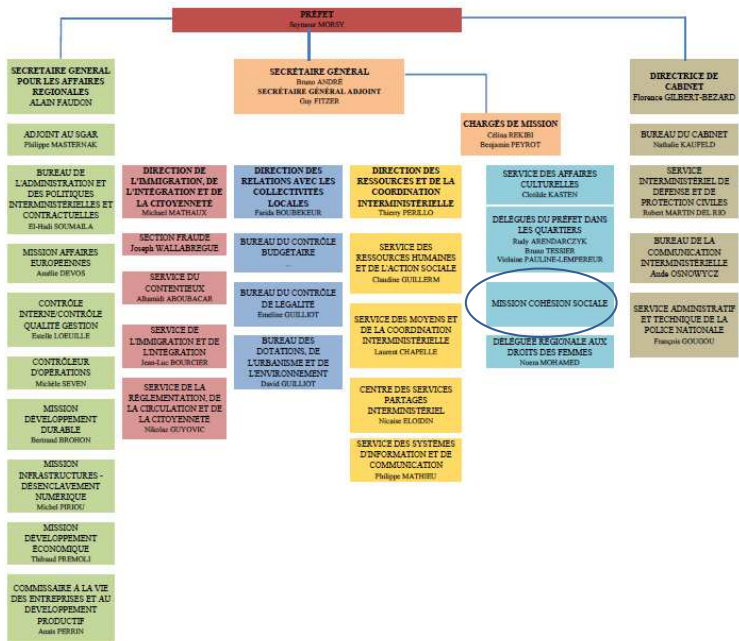 PRÉFET
Seymour MORSY
SECRETAIRE GENERAL
POUR LES AFFAIRES
REGIONALES
ALAIN FAUDON
SECRÉTAIRE GÉNÉRAL
Bruno ANDRÉ
SECRÉTAIRE GÉNÉRAL ADJOINT
Guy FITZER
DIRECTRICE DE
CABINET
Florence GILBERT-BEZARD
CHARGÉS DE MISSION
Célina REKIBI
Benjamin PEYROT
ADJOINT AU SGAR
Philippe MASTERNAK
BUREAU DE
L'ADMINISTRATION ET
DES POLITIQUES
INTERMINISTÉRIELLES ET
CONTRACTUELLES
El-Hadi SOUMAILA
MISSION AFFAIRES
EUROPEENNES
Amélie DEVOS
CONTRÔLE
INTERNE/CONTRÔLE
QUALITE GESTION
Estelle LOEUILLE
CONTRÔLEUR
D'OPÉRATIONS
Michèle SEVEN
MISSION
DÉVELOPPEMENT
DURABLE
Bertrand BROHON
MISSION
INFRASTRUCTURES -
DÉSENCLAVEMENT
NUMÉRIQUE
Michel PIRIOU
MISSION
DÉVELOPPEMENT
ÉCONOMIQUE
Thibaud PREMOLI
COMMISSAIRE À LA VIE
DES ENTREPRISES ET AU
DÉVELOPPEMENT
PRODUCTIF
Anaïs PERRIN
DIRECTION DE
L'IMMIGRATION, DE
L'INTÉGRATION ET DE
LA CITOYENNETÉ
Michael MATHAUX
SECTION FRAUDE
Joseph WALLABREGUE
SERVICE DU
CONTENTIEUX
Alhamidi ABOUBACAR
SERVICE DE
L'IMMIGRATION ET DE
L'INTÉGRATION
Jean-Luc BOURCIER
SERVICE DE LA
RÉGLEMENTATION, DE
LA CIRCULATION ET DE
LA CITOYENNETÉ
Nikolas GUYOVIC
DIRECTION DES
RELATIONS AVEC LES
COLLECTIVITÉS
LOCALES
Farida BOUBEKEUR
BUREAU DU CONTRÔLE
BUDGÉTAIRE
...
BUREAU DU CONTRÔLE
DE LÉGALITÉ
Emeline GUILLIOT
BUREAU DES
DOTATIONS, DE
L'URBANISME ET DE
L'ENVIRONNEMENT
David GUILLIOT
DIRECTION DES
RESSOURCES ET DE LA
COORDINATION
INTERMINISTÉRIELLE
Thierry PERILLO
SERVICE DES
RESSOURCES HUMAINES
ET DE L'ACTION SOCIALE
Claudine GUILLERM
SERVICE DES MOYENS ET
DE LA COORDINATION
INTERMINISTÉRIELLE
Laurent CHAPELLE
CENTRE DES SERVICES
PARTAGÉS
INTERMINISTÉRIEL
Nicaise ELOIDIN
SERVICE DES SYSTÈMES
D'INFORMATION ET DE
COMMUNICATION
Philippe MATHIEU
SERVICE DES AFFAIRES
CULTURELLES
Clotilde KASTEN
DÉLÉGUÉS DU PRÉFET DANS
LES QUARTIERS
Rudy ARENDARCZYK
Bruno TESSIER
Violaine PAULINE-LEMPEREUR
MISSION COHÉSION SOCIALE
DÉLÉGUÉE RÉGIONALE AUX
DROITS DES FEMMES
Nozra MOHAMED
BUREAU DU CABINET
Nathalie KAUFELD
SERVICE
INTERMINISTÉRIEL DE
DÉFENSE ET DE
PROTECTION CIVILES
Robert MARTIN DEL RIO
BUREAU DE LA
COMMUNICATION
INTERMINISTÉRIELLE
Aude OSNOWYCZ
SERVICE ADMINISTRATIF
ET TECHNIQUE DE LA
POLICE NATIONALE
François GOUGOU